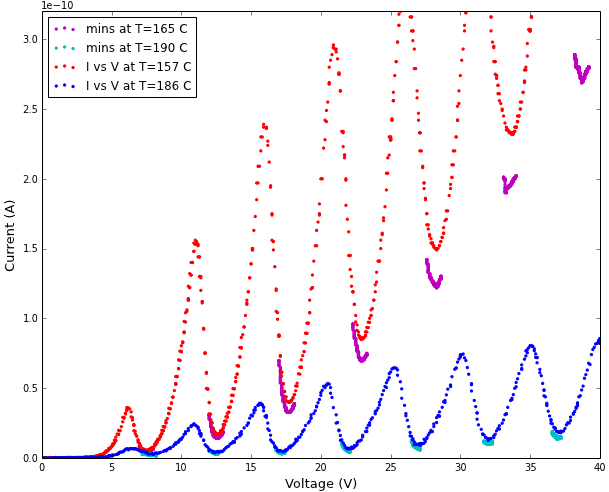 1e−10
mins at T=165 C
mins at T=190 C
I vs V at T=157 C
I vs V at T=186 C
3.0
2.5
2.0
1.5
1.0
0.5
0.0
Current (A)
0 5 10 15 20 25 30 35 40
Voltage (V)